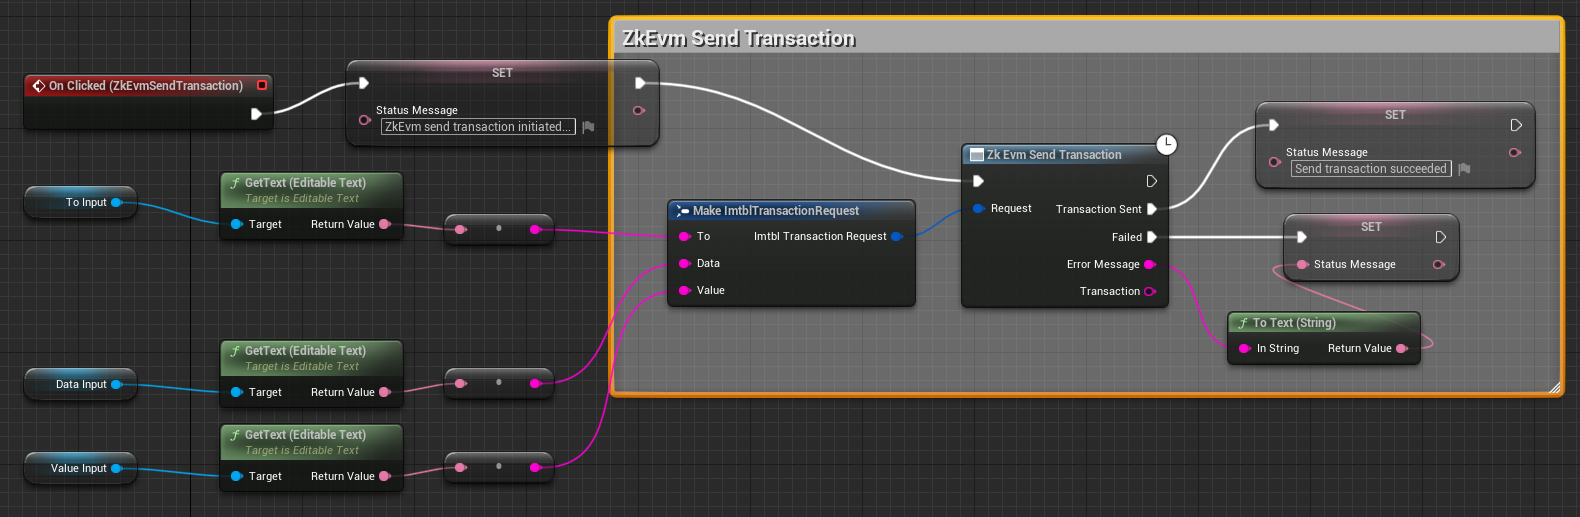 ZkEvm Send Transaction
On Clicked (ZkEvmSendTransaction)
SET
Status Message
ZkEvm send transaction initiated...
To Input
GetText (Editable Text)
Target is Editable Text
Target Return Value
Make ImtblTransactionRequest
To Imtbl Transaction Request
Data
Value
Zk Evm Send Transaction
Request Transaction Sent
Failed
Error Message
Transaction
SET
Status Message
Send transaction succeeded
SET
Status Message
To Text (String)
In String Return Value
Data Input
GetText (Editable Text)
Target is Editable Text
Target Return Value
Value Input
GetText (Editable Text)
Target is Editable Text
Target Return Value